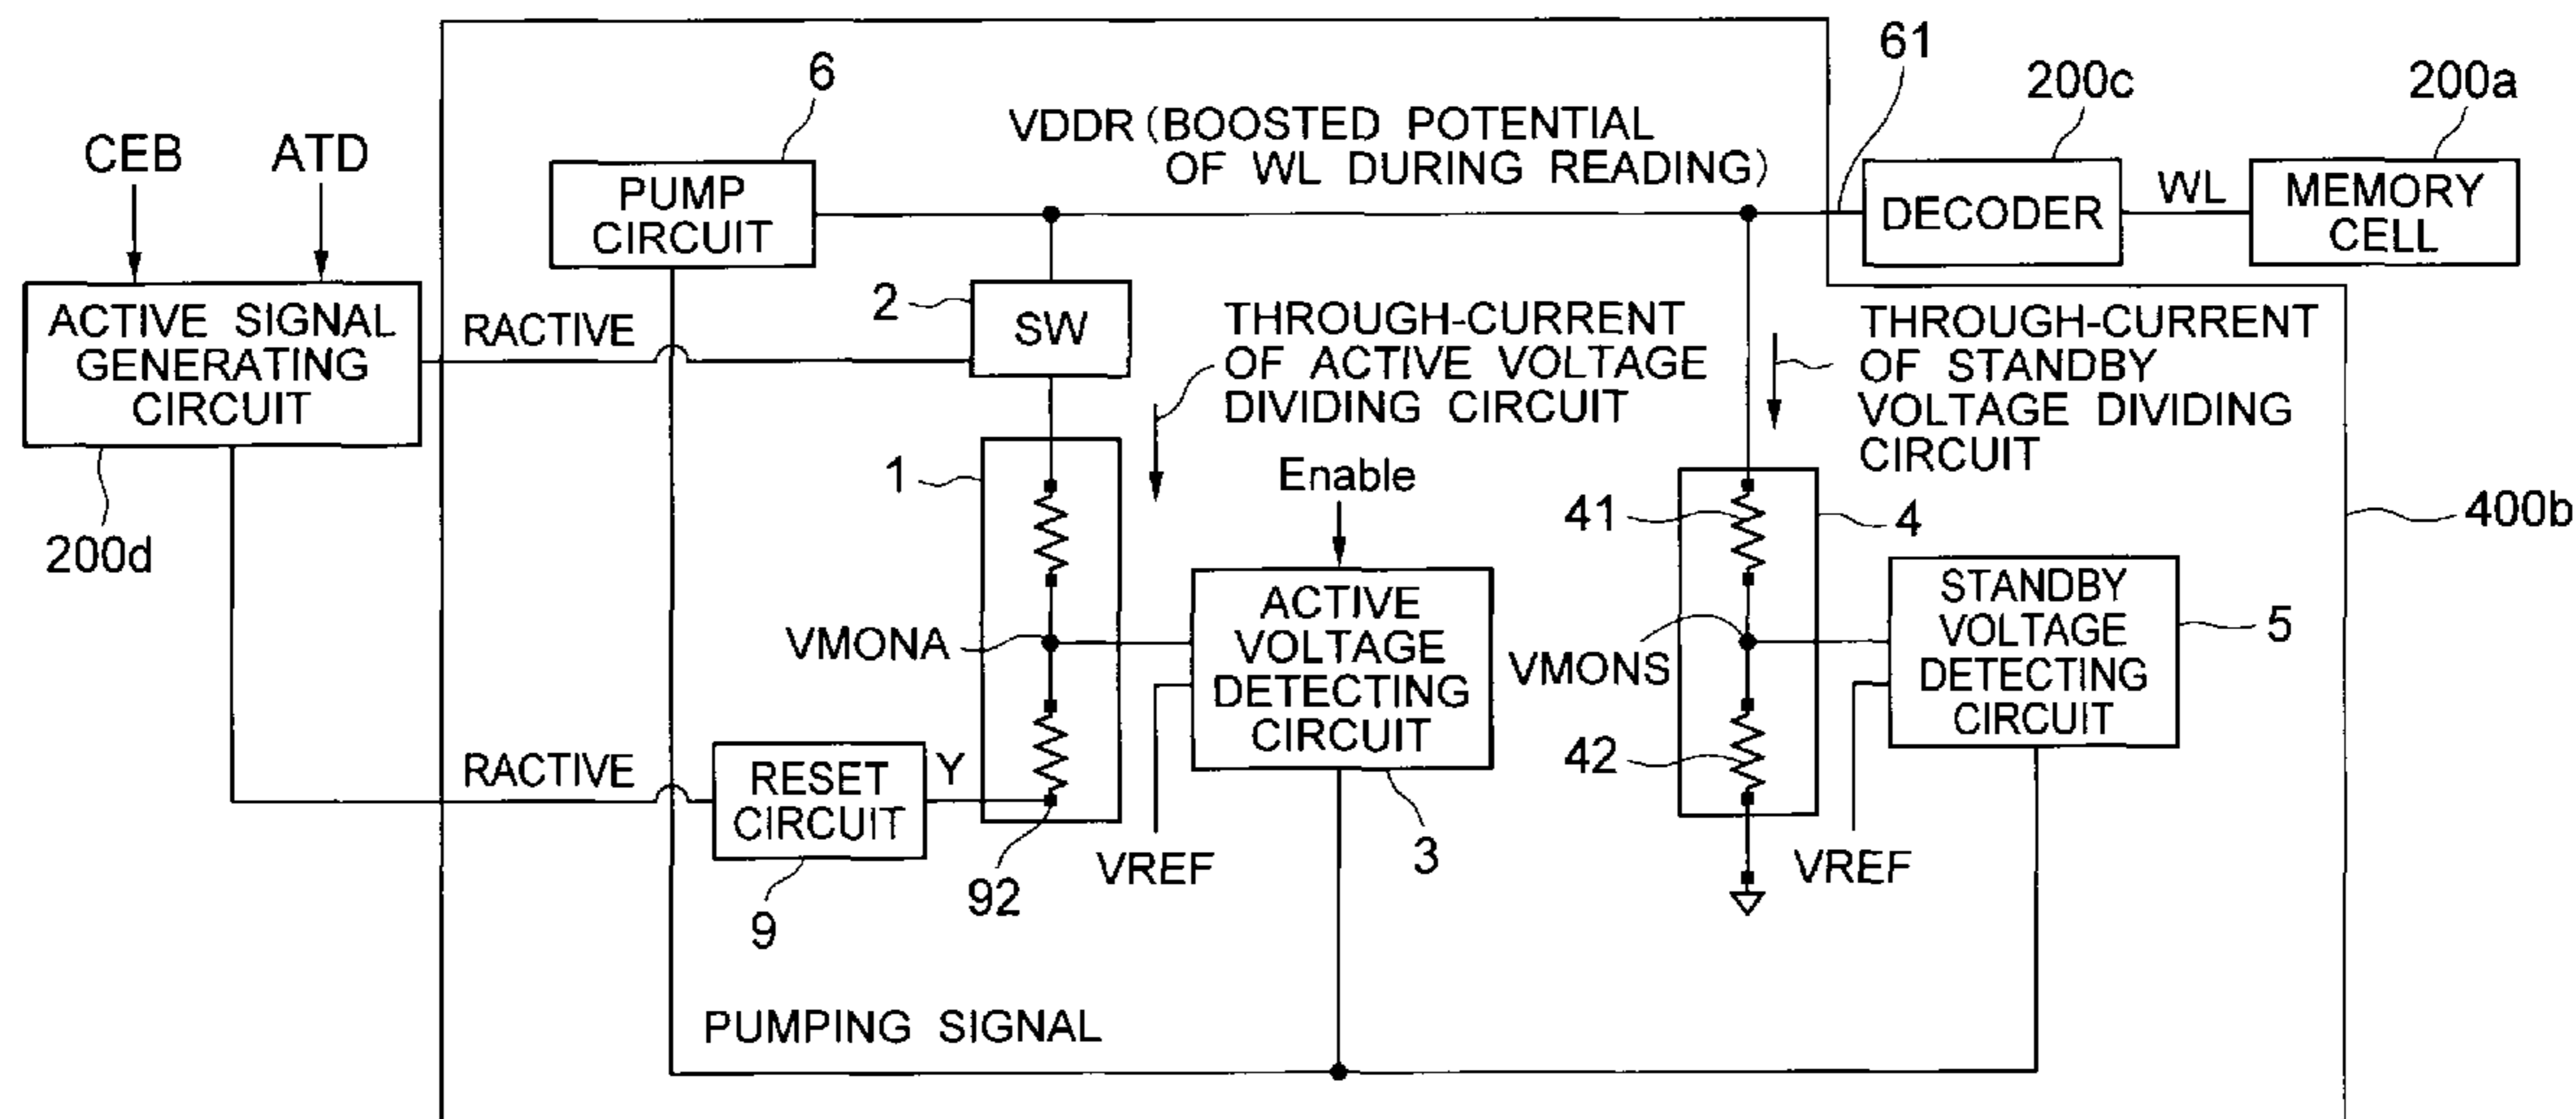 61
6
200c
200a
VDDR (BOOSTED POTENTIAL
OF WL DURING READING)
CEB
ATD
PUMP
CIRCUIT
DECODER
WL
MEMORY
CELL
2
SW
ACTIVE SIGNAL
GENERATING
CIRCUIT
RACTIVE
THROUGH-CURRENT
OF ACTIVE VOLTAGE
DIVIDING CIRCUIT
THROUGH-CURRENT
OF STANDBY
VOLTAGE DIVIDING
CIRCUIT
1
Enable
41
4
400b
200d
ACTIVE
VOLTAGE
DETECTING
CIRCUIT
STANDBY
VOLTAGE
DETECTING
CIRCUIT
5
VMONA
VMONS
RACTIVE
RESET
CIRCUIT
Y
42
92
VREF
3
VREF
9
PUMPING SIGNAL